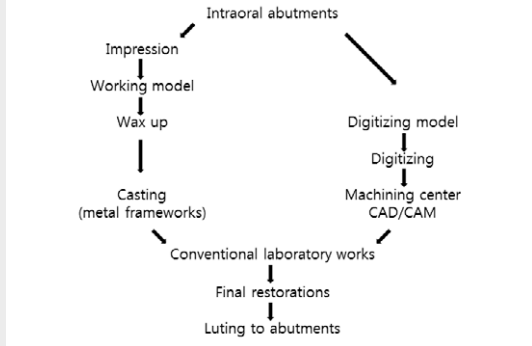 Intraoral abutments
Impression
Working model
Wax up
Casting
(metal frameworks)
Digitizing model
Digitizing
Machining center
CAD/CAM
Conventional laboratory works
Final restorations
Luting to abutments